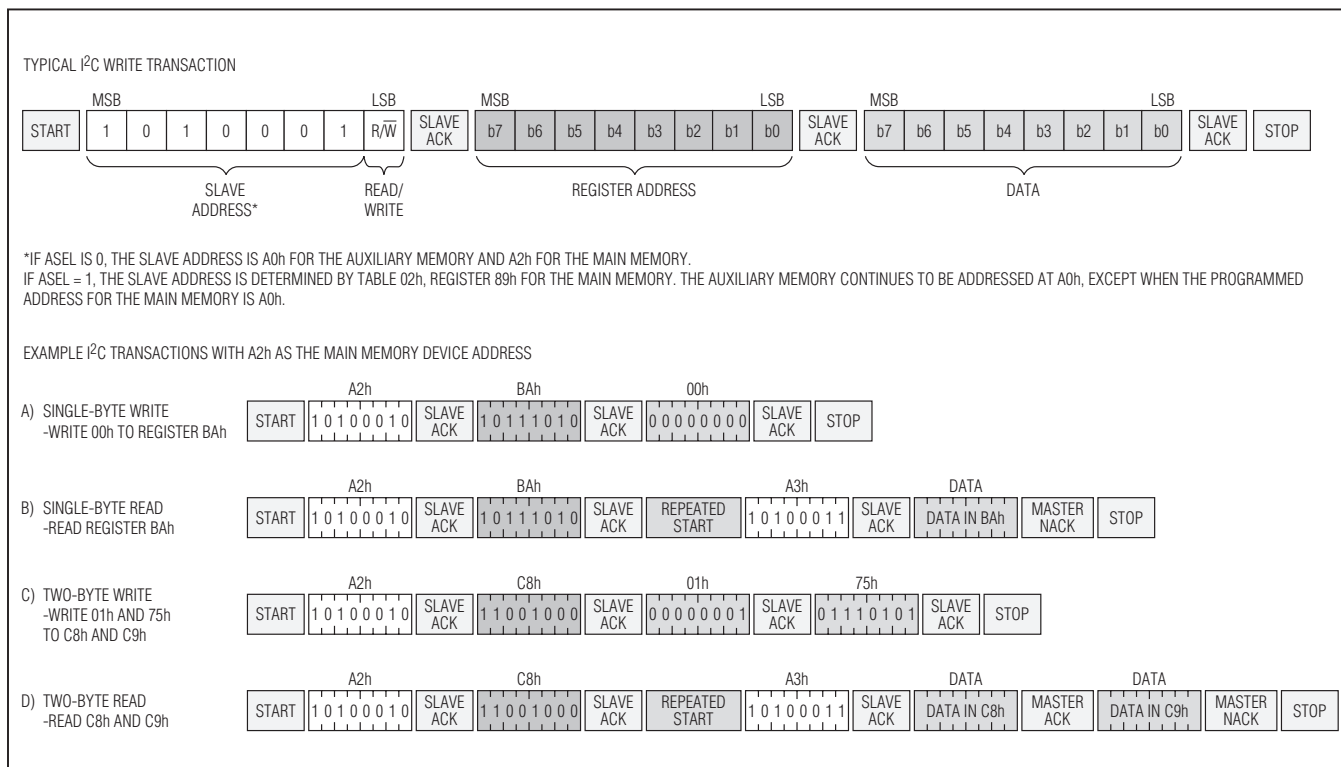 TYPICAL I²C WRITE TRANSACTION
MSB LSB MSB LSB MSB LSB
START 1 0 1 0 0 0 1 R/W̅ SLAVE ACK b7 b6 b5 b4 b3 b2 b1 b0 SLAVE ACK b7 b6 b5 b4 b3 b2 b1 b0 SLAVE ACK STOP
SLAVE ADDRESS* READ/WRITE REGISTER ADDRESS DATA
*IF ASEL IS 0, THE SLAVE ADDRESS IS A0h FOR THE AUXILIARY MEMORY AND A2h FOR THE MAIN MEMORY.
IF ASEL = 1, THE SLAVE ADDRESS IS DETERMINED BY TABLE 02h, REGISTER 89h FOR THE MAIN MEMORY. THE AUXILIARY MEMORY CONTINUES TO BE ADDRESSED AT A0h, EXCEPT WHEN THE PROGRAMMED
ADDRESS FOR THE MAIN MEMORY IS A0h.
EXAMPLE I²C TRANSACTIONS WITH A2h AS THE MAIN MEMORY DEVICE ADDRESS
A2h BAh 00h
A) SINGLE-BYTE WRITE
-WRITE 00h TO REGISTER BAh
START 1 0 1 0 0 0 1 0 SLAVE ACK 1 0 1 1 1 0 1 0 SLAVE ACK 0 0 0 0 0 0 0 0 SLAVE ACK STOP
A2h BAh A3h DATA
B) SINGLE-BYTE READ
-READ REGISTER BAh
START 1 0 1 0 0 0 1 0 SLAVE ACK 1 0 1 1 1 0 1 0 SLAVE ACK REPEATED START 1 0 1 0 0 0 1 1 SLAVE ACK DATA IN BAh MASTER NACK STOP
A2h C8h 01h 75h
C) TWO-BYTE WRITE
-WRITE 01h AND 75h
TO C8h AND C9h
START 1 0 1 0 0 0 1 0 SLAVE ACK 1 1 0 0 1 0 0 0 SLAVE ACK 0 0 0 0 0 0 0 1 SLAVE ACK 0 1 1 1 0 1 0 1 SLAVE ACK STOP
A2h C8h A3h DATA DATA
D) TWO-BYTE READ
-READ C8h AND C9h
START 1 0 1 0 0 0 1 0 SLAVE ACK 1 1 0 0 1 0 0 0 SLAVE ACK REPEATED START 1 0 1 0 0 0 1 1 SLAVE ACK DATA IN C8h MASTER ACK DATA IN C9h MASTER NACK STOP